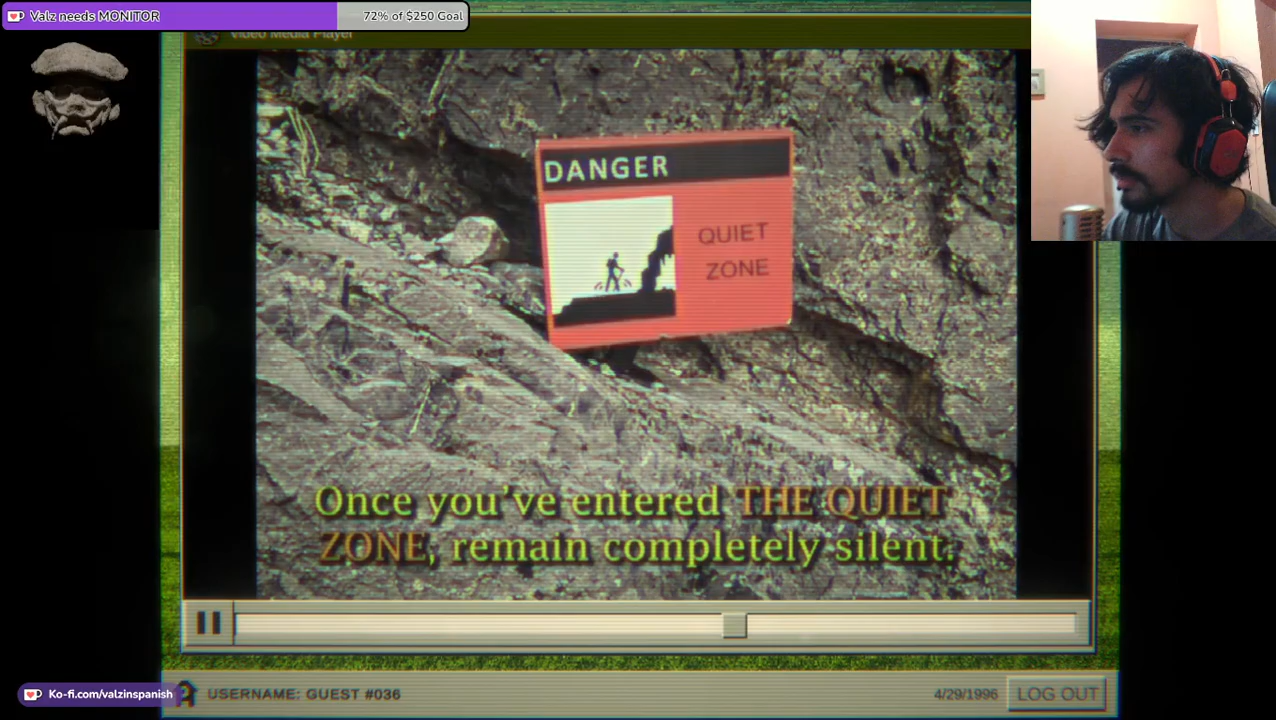 Valz needs MONITOR
72% of $250 Goal
Video Media Player
DANGER
QUIET
ZONE
Once you've entered THE QUIET
ZONE, remain completely silent.
Ko-fi.com/valzinspanish
USERNAME: GUEST #036
4/29/1996
LOG OUT